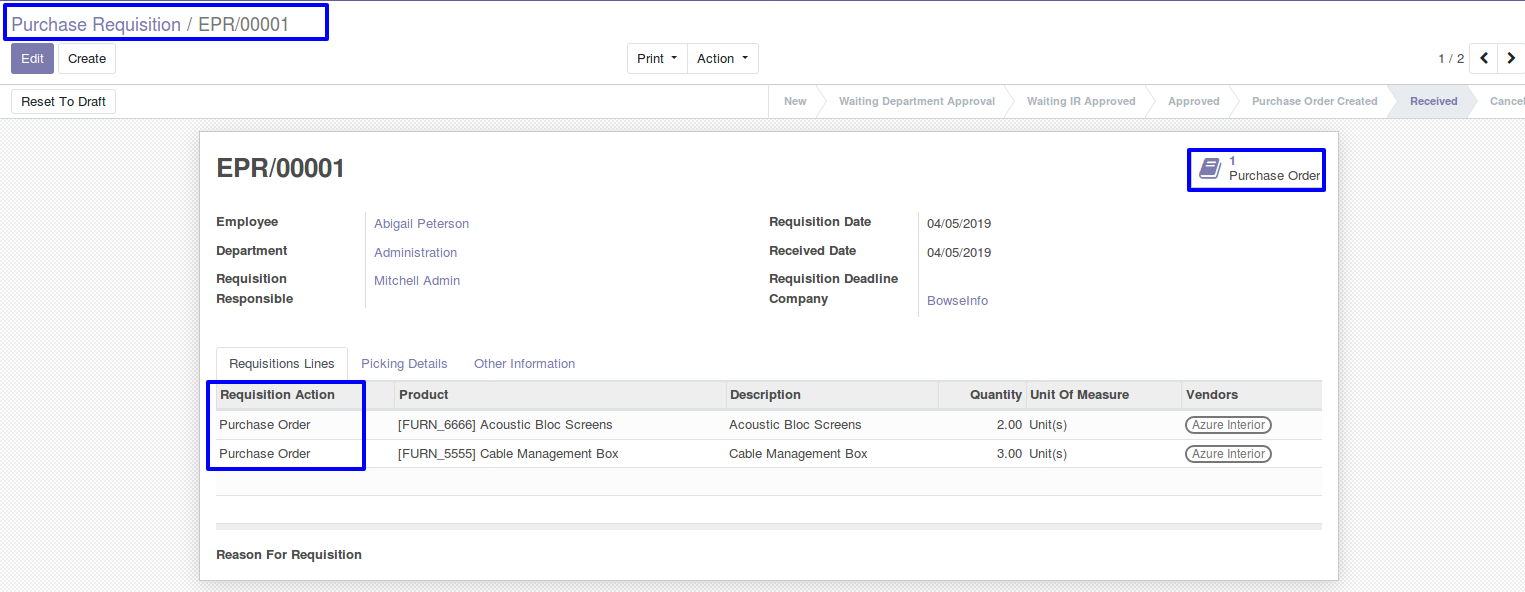 Purchase Requisition / EPR/00001
Edit Create Print Action 1 / 2
Reset To Draft New Waiting Department Approval Waiting IR Approved Approved Purchase Order Created Received Cancel
EPR/00001
1
Purchase Order
Employee Abigail Peterson Requisition Date 04/05/2019
Department Administration Received Date 04/05/2019
Requisition Responsible Mitchell Admin Requisition Deadline
Company BowseInfo
Requisitions Lines Picking Details Other Information
Requisition Action Product Description Quantity Unit Of Measure Vendors
Purchase Order [FURN_6666] Acoustic Bloc Screens Acoustic Bloc Screens 2.00 Unit(s) Azure Interior
Purchase Order [FURN_5555] Cable Management Box Cable Management Box 3.00 Unit(s) Azure Interior
Reason For Requisition